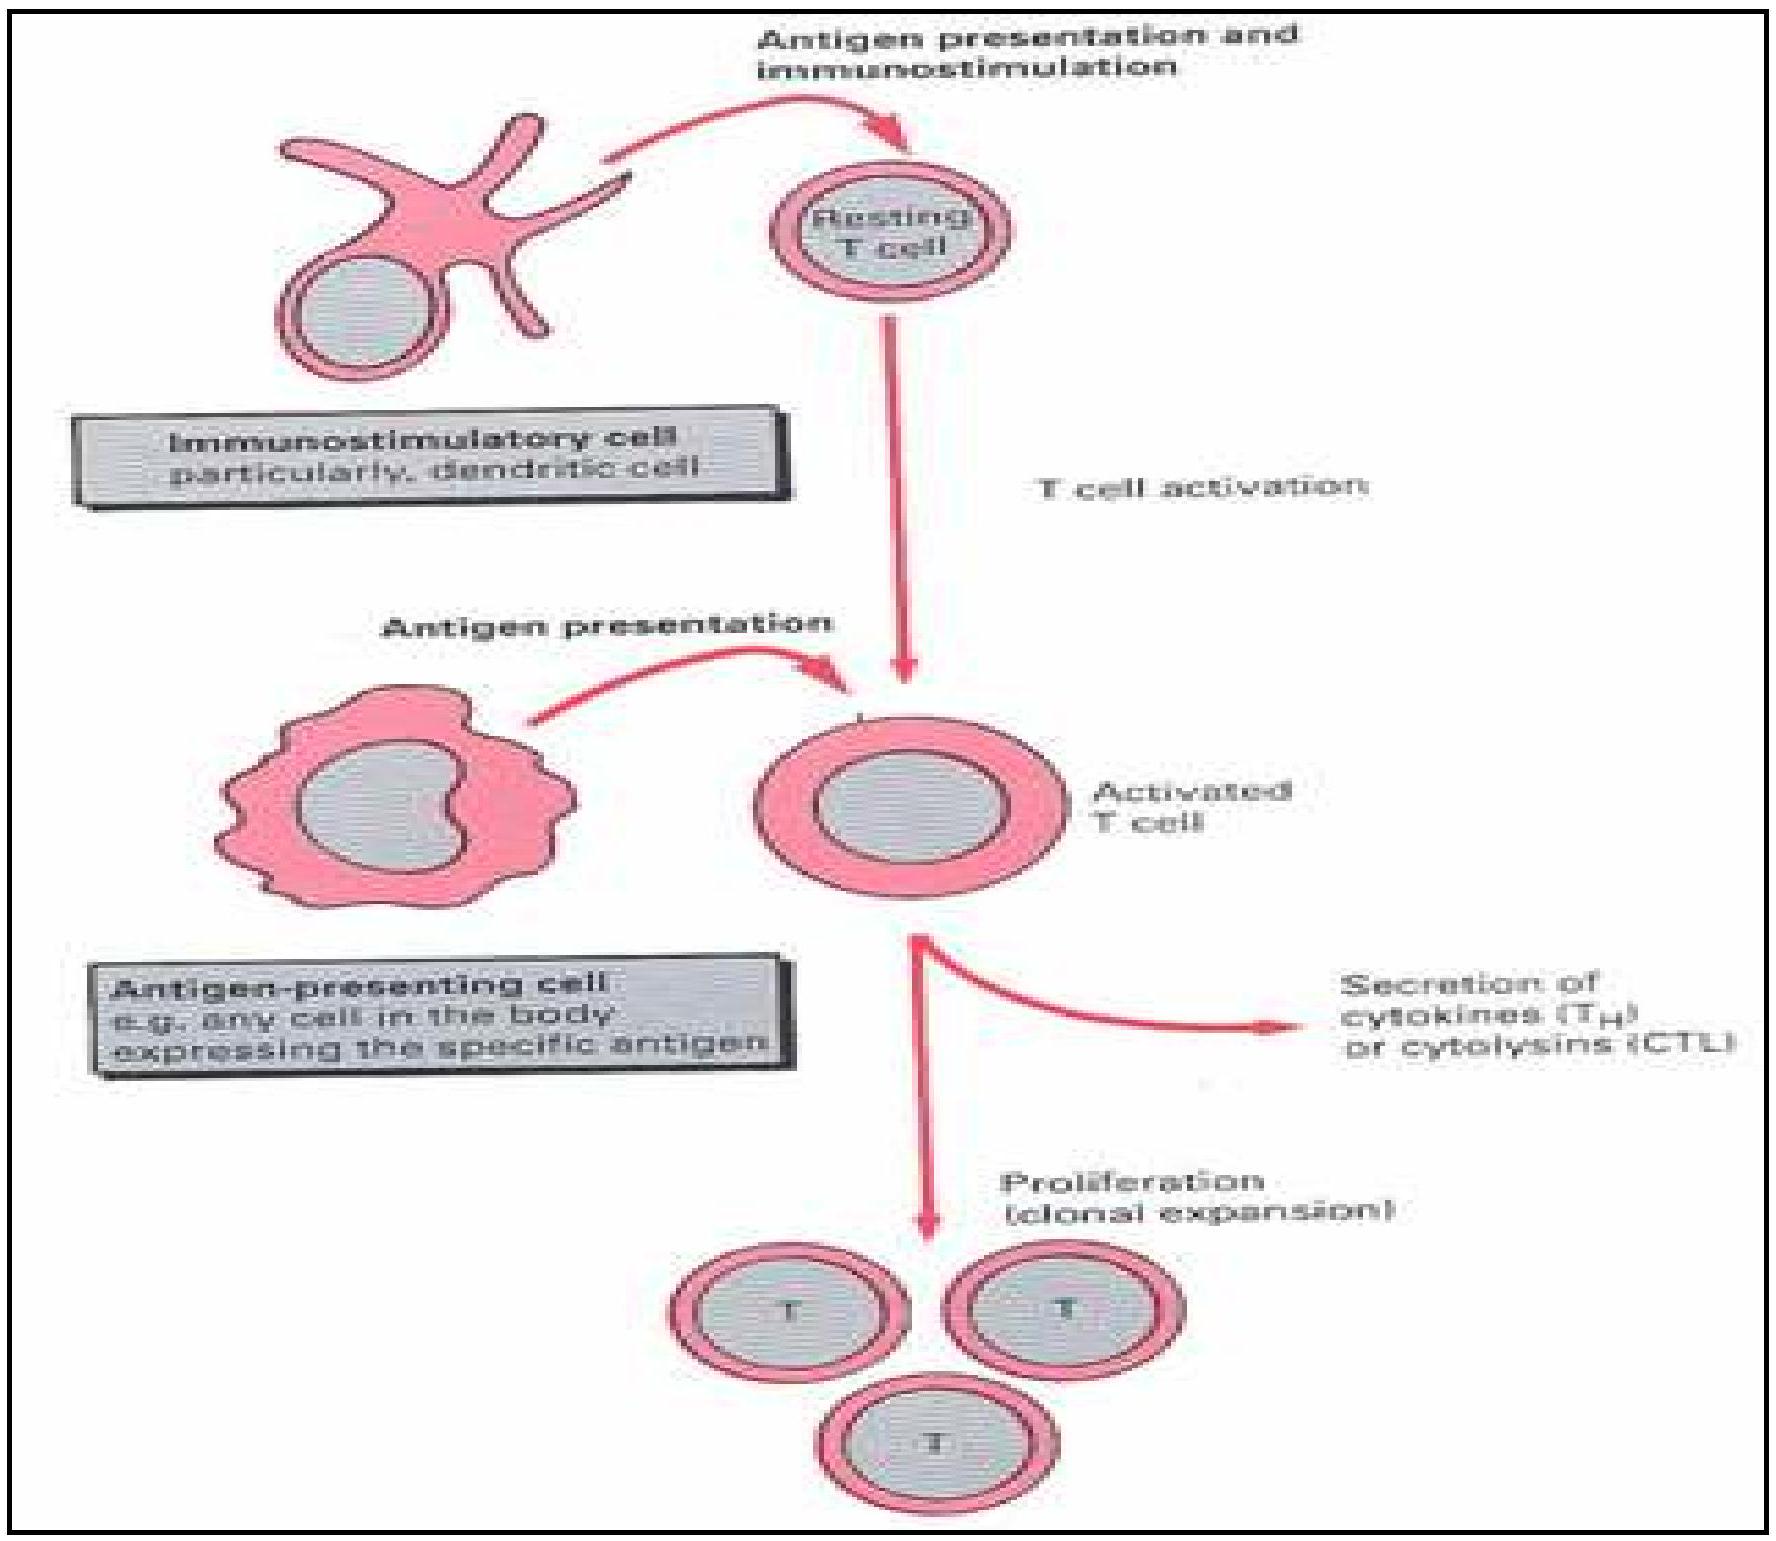 Antigen presentation and
immunostimulation
Resting
T cell
Immunostimulatory cell
particularly, dendritic cell
T cell activation
Antigen presentation
Activated
T cell
Antigen-presenting cell
e.g. any cell in the body
expressing the specific antigen
Secretion of
cytokines (TH)
or cytolysins (CTL)
Proliferation
(clonal expansion)
T
T
T